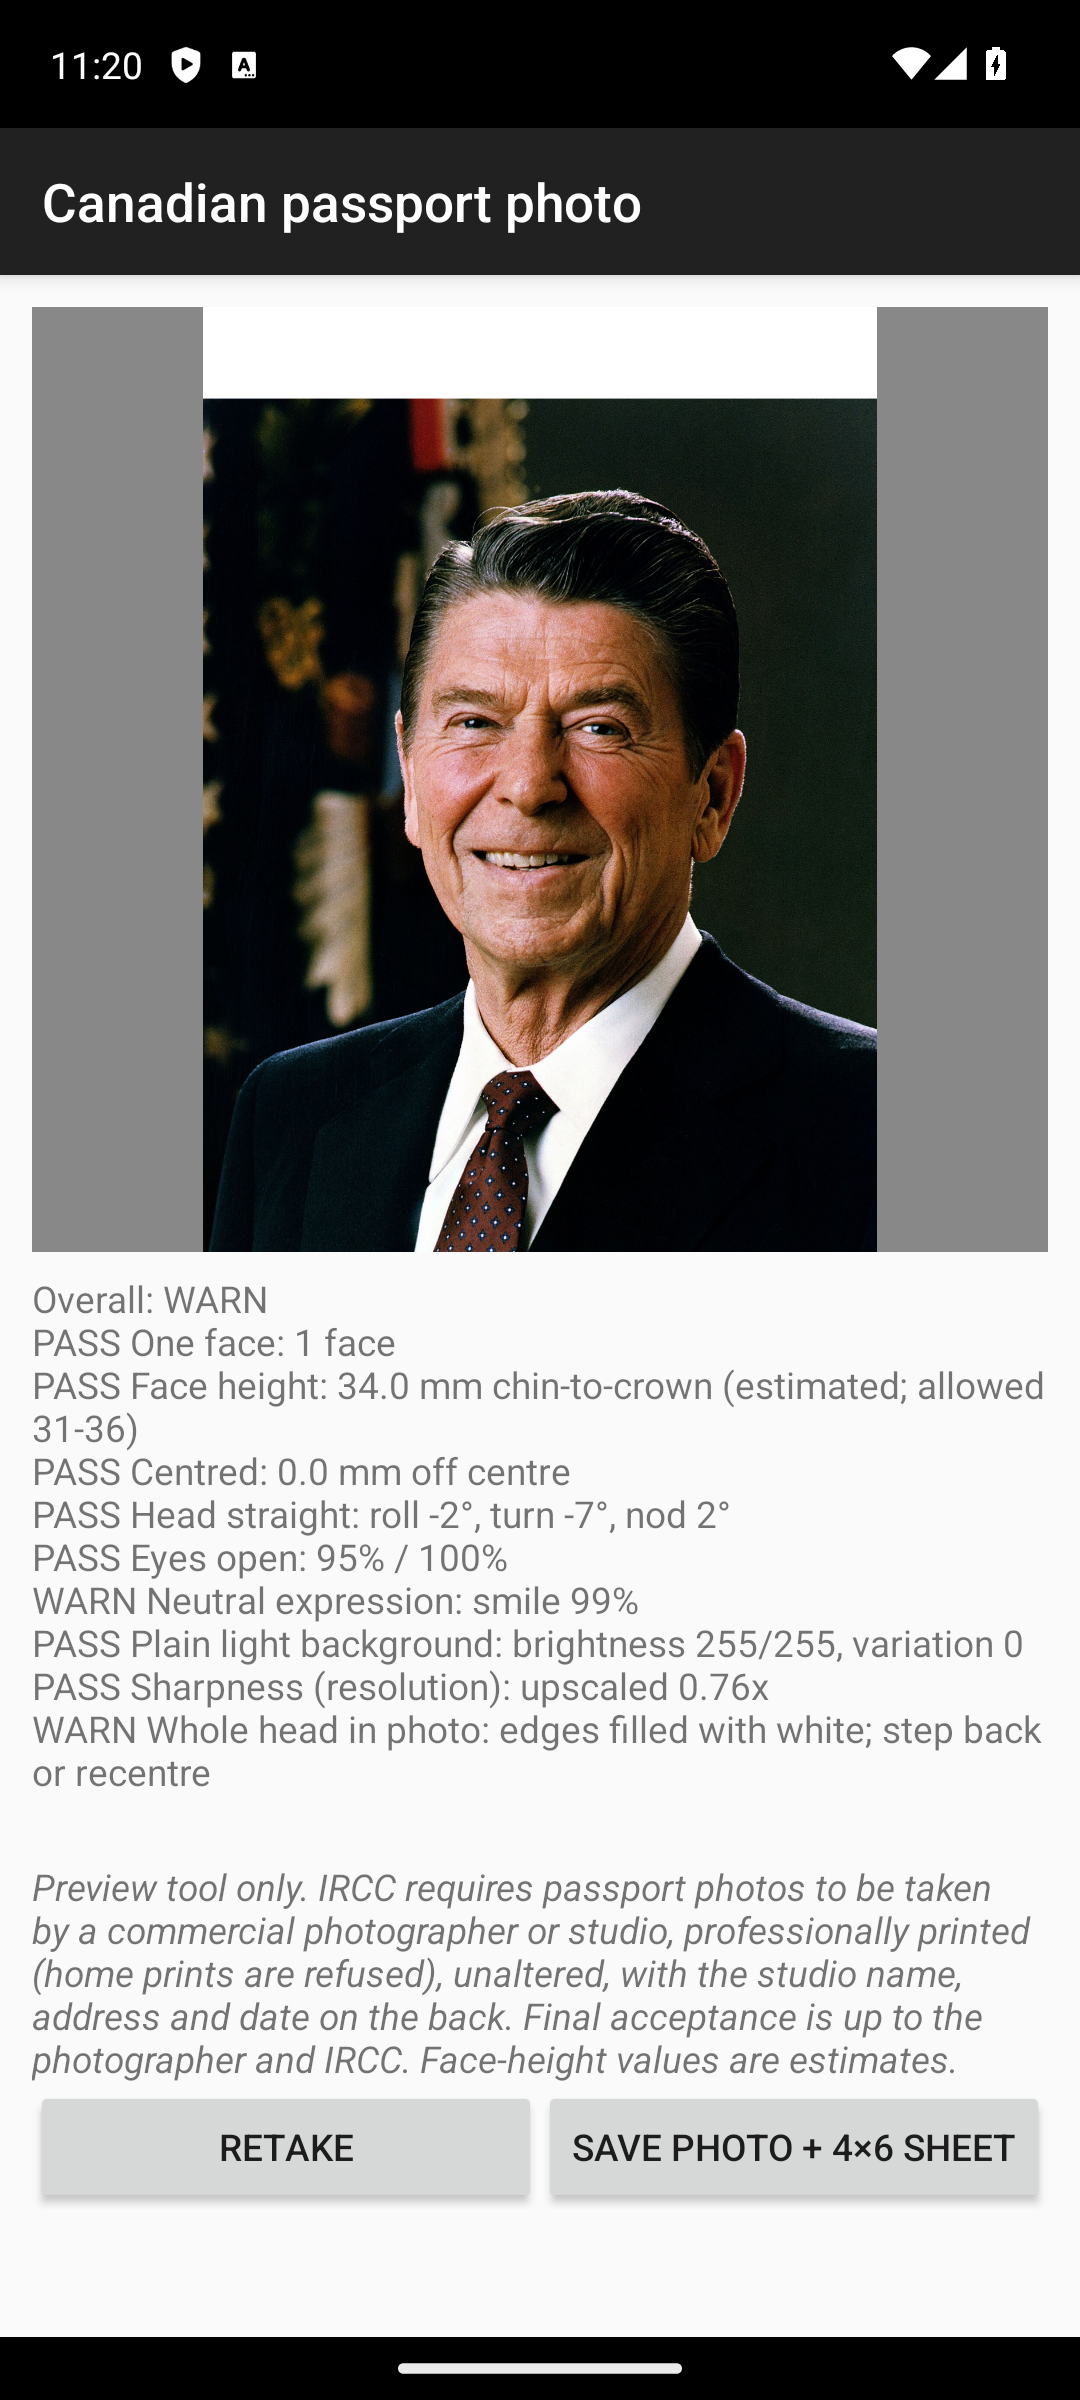 11:20
Canadian passport photo
Overall: WARN
PASS One face: 1 face
PASS Face height: 34.0 mm chin-to-crown (estimated; allowed
31-36)
PASS Centred: 0.0 mm off centre
PASS Head straight: roll -2°, turn -7°, nod 2°
PASS Eyes open: 95% / 100%
WARN Neutral expression: smile 99%
PASS Plain light background: brightness 255/255, variation 0
PASS Sharpness (resolution): upscaled 0.76x
WARN Whole head in photo: edges filled with white; step back
or recentre
Preview tool only. IRCC requires passport photos to be taken
by a commercial photographer or studio, professionally printed
(home prints are refused), unaltered, with the studio name,
address and date on the back. Final acceptance is up to the
photographer and IRCC. Face-height values are estimates.
RETAKE
SAVE PHOTO + 4×6 SHEET